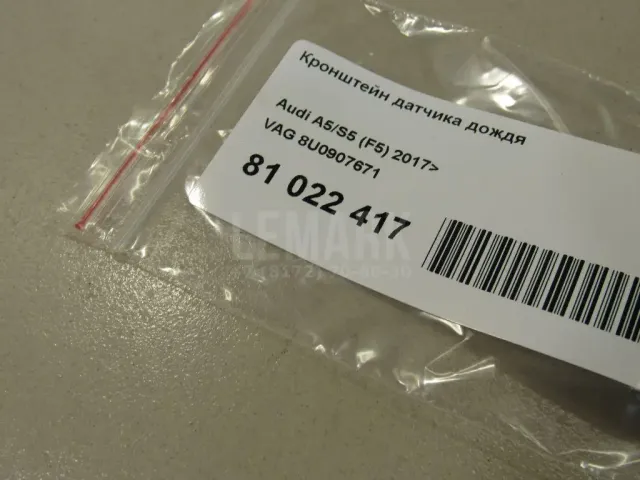 Кронштейн датчика дождя
Audi A5/S5 (F5) 2017>
VAG 8U0907671
81 022 417
LEMARK